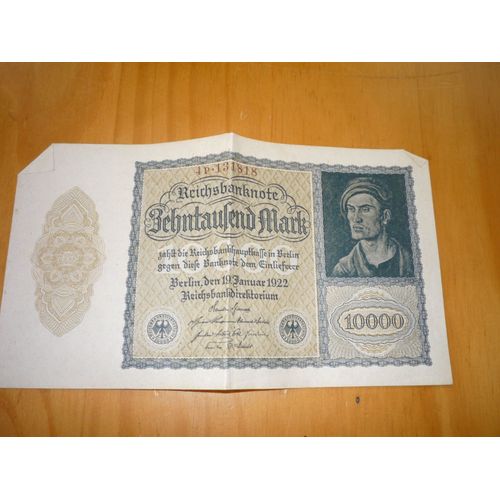 4P·131818
Reichsbanknote
Zehntausend Mark
zahlt die Reichsbankhauptkasse in Berlin
gegen diese Banknote dem Einlieferer
Berlin, den 19. Januar 1922
Reichsbankdirektorium
10000